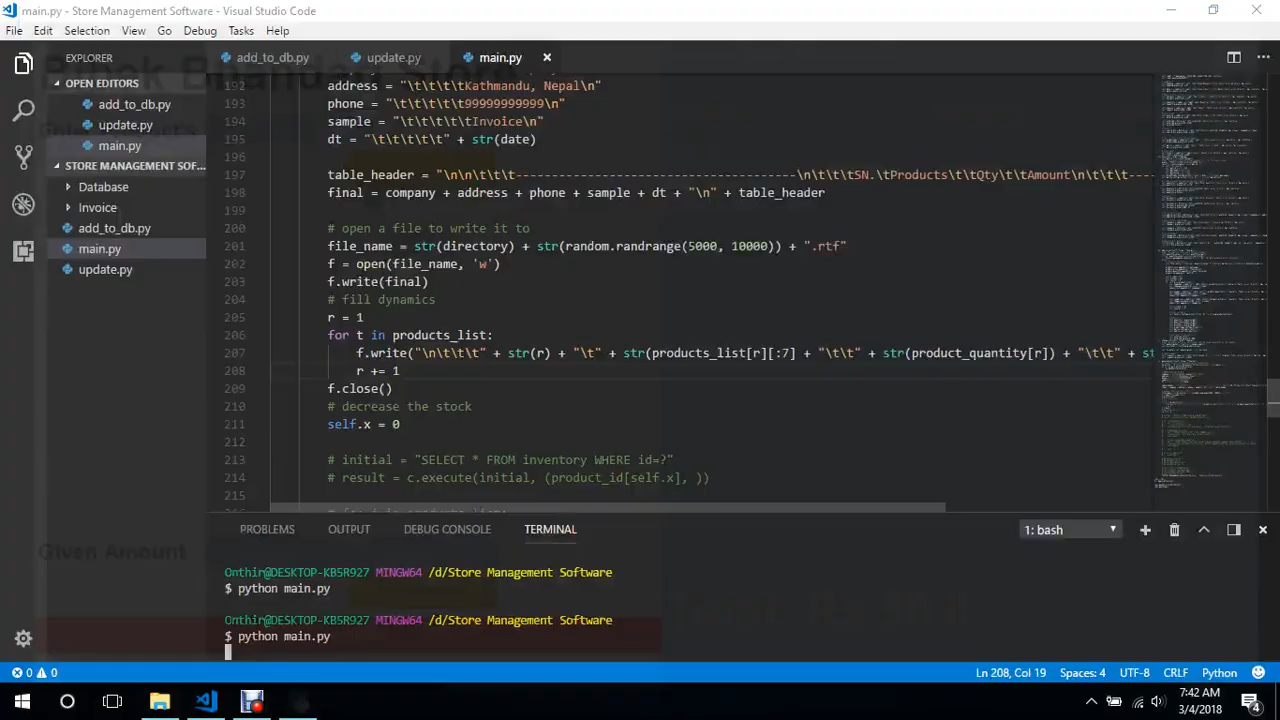 main.py - Store Management Software - Visual Studio Code
File Edit Selection View Go Debug Tasks Help
EXPLORER
add_to_db.py update.py main.py
OPEN EDITORS
add_to_db.py
update.py
main.py
STORE MANAGEMENT SOF...
Database
Invoice
add_to_db.py
main.py
update.py
192 address = "\t\t\t\tKathmandu, Nepal\n"
193 phone = "\t\t\t\t\t99999999999\n"
194 sample = "\t\t\t\t\tInvoice\n"
195 dt = "\t\t\t\t\t" + str(date)
196
197 table_header = "\n\n\t\t\t--------------------------------------- \n\t\t\tSN.\tProducts\t\tQty\t\tAmount\n\t\t\t----
198 final = company + address + phone + sample + dt + "\n" + table_header
199
200 # open a file to write it to
201 file_name = str(directory) + str(random.randrange(5000, 10000)) + ".rtf"
202 f = open(file_name, 'w')
203 f.write(final)
204 # fill dynamics
205 r = 1
206 for t in products_list:
207 f.write("\n\t\t\t" + str(r) + "\t" + str(products_list[r][:7] + "\t\t" + str(product_quantity[r]) + "\t\t" + st
208 r += 1
209 f.close()
210 # decrease the stock
211 self.x = 0
212
213 # initial = "SELECT * FROM inventory WHERE id=?"
214 # result = c.execute(initial, (product_id[self.x], ))
215
Given Amount
PROBLEMS OUTPUT DEBUG CONSOLE TERMINAL
1: bash
Onthir@DESKTOP-KB5R927 MINGW64 /d/Store Management Software
$ python main.py
Onthir@DESKTOP-KB5R927 MINGW64 /d/Store Management Software
$ python main.py
0 0
Ln 208, Col 19 Spaces: 4 UTF-8 CRLF Python
7:42 AM
3/4/2018
4